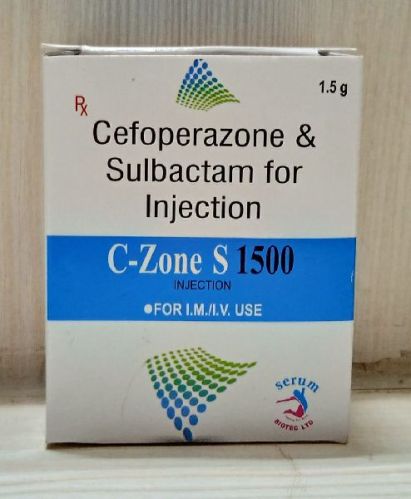 1.5 g
Rx
Cefoperazone &
Sulbactam for
Injection
C-Zone S 1500
INJECTION
●FOR I.M./I.V. USE
serum
BIOTEC LTD